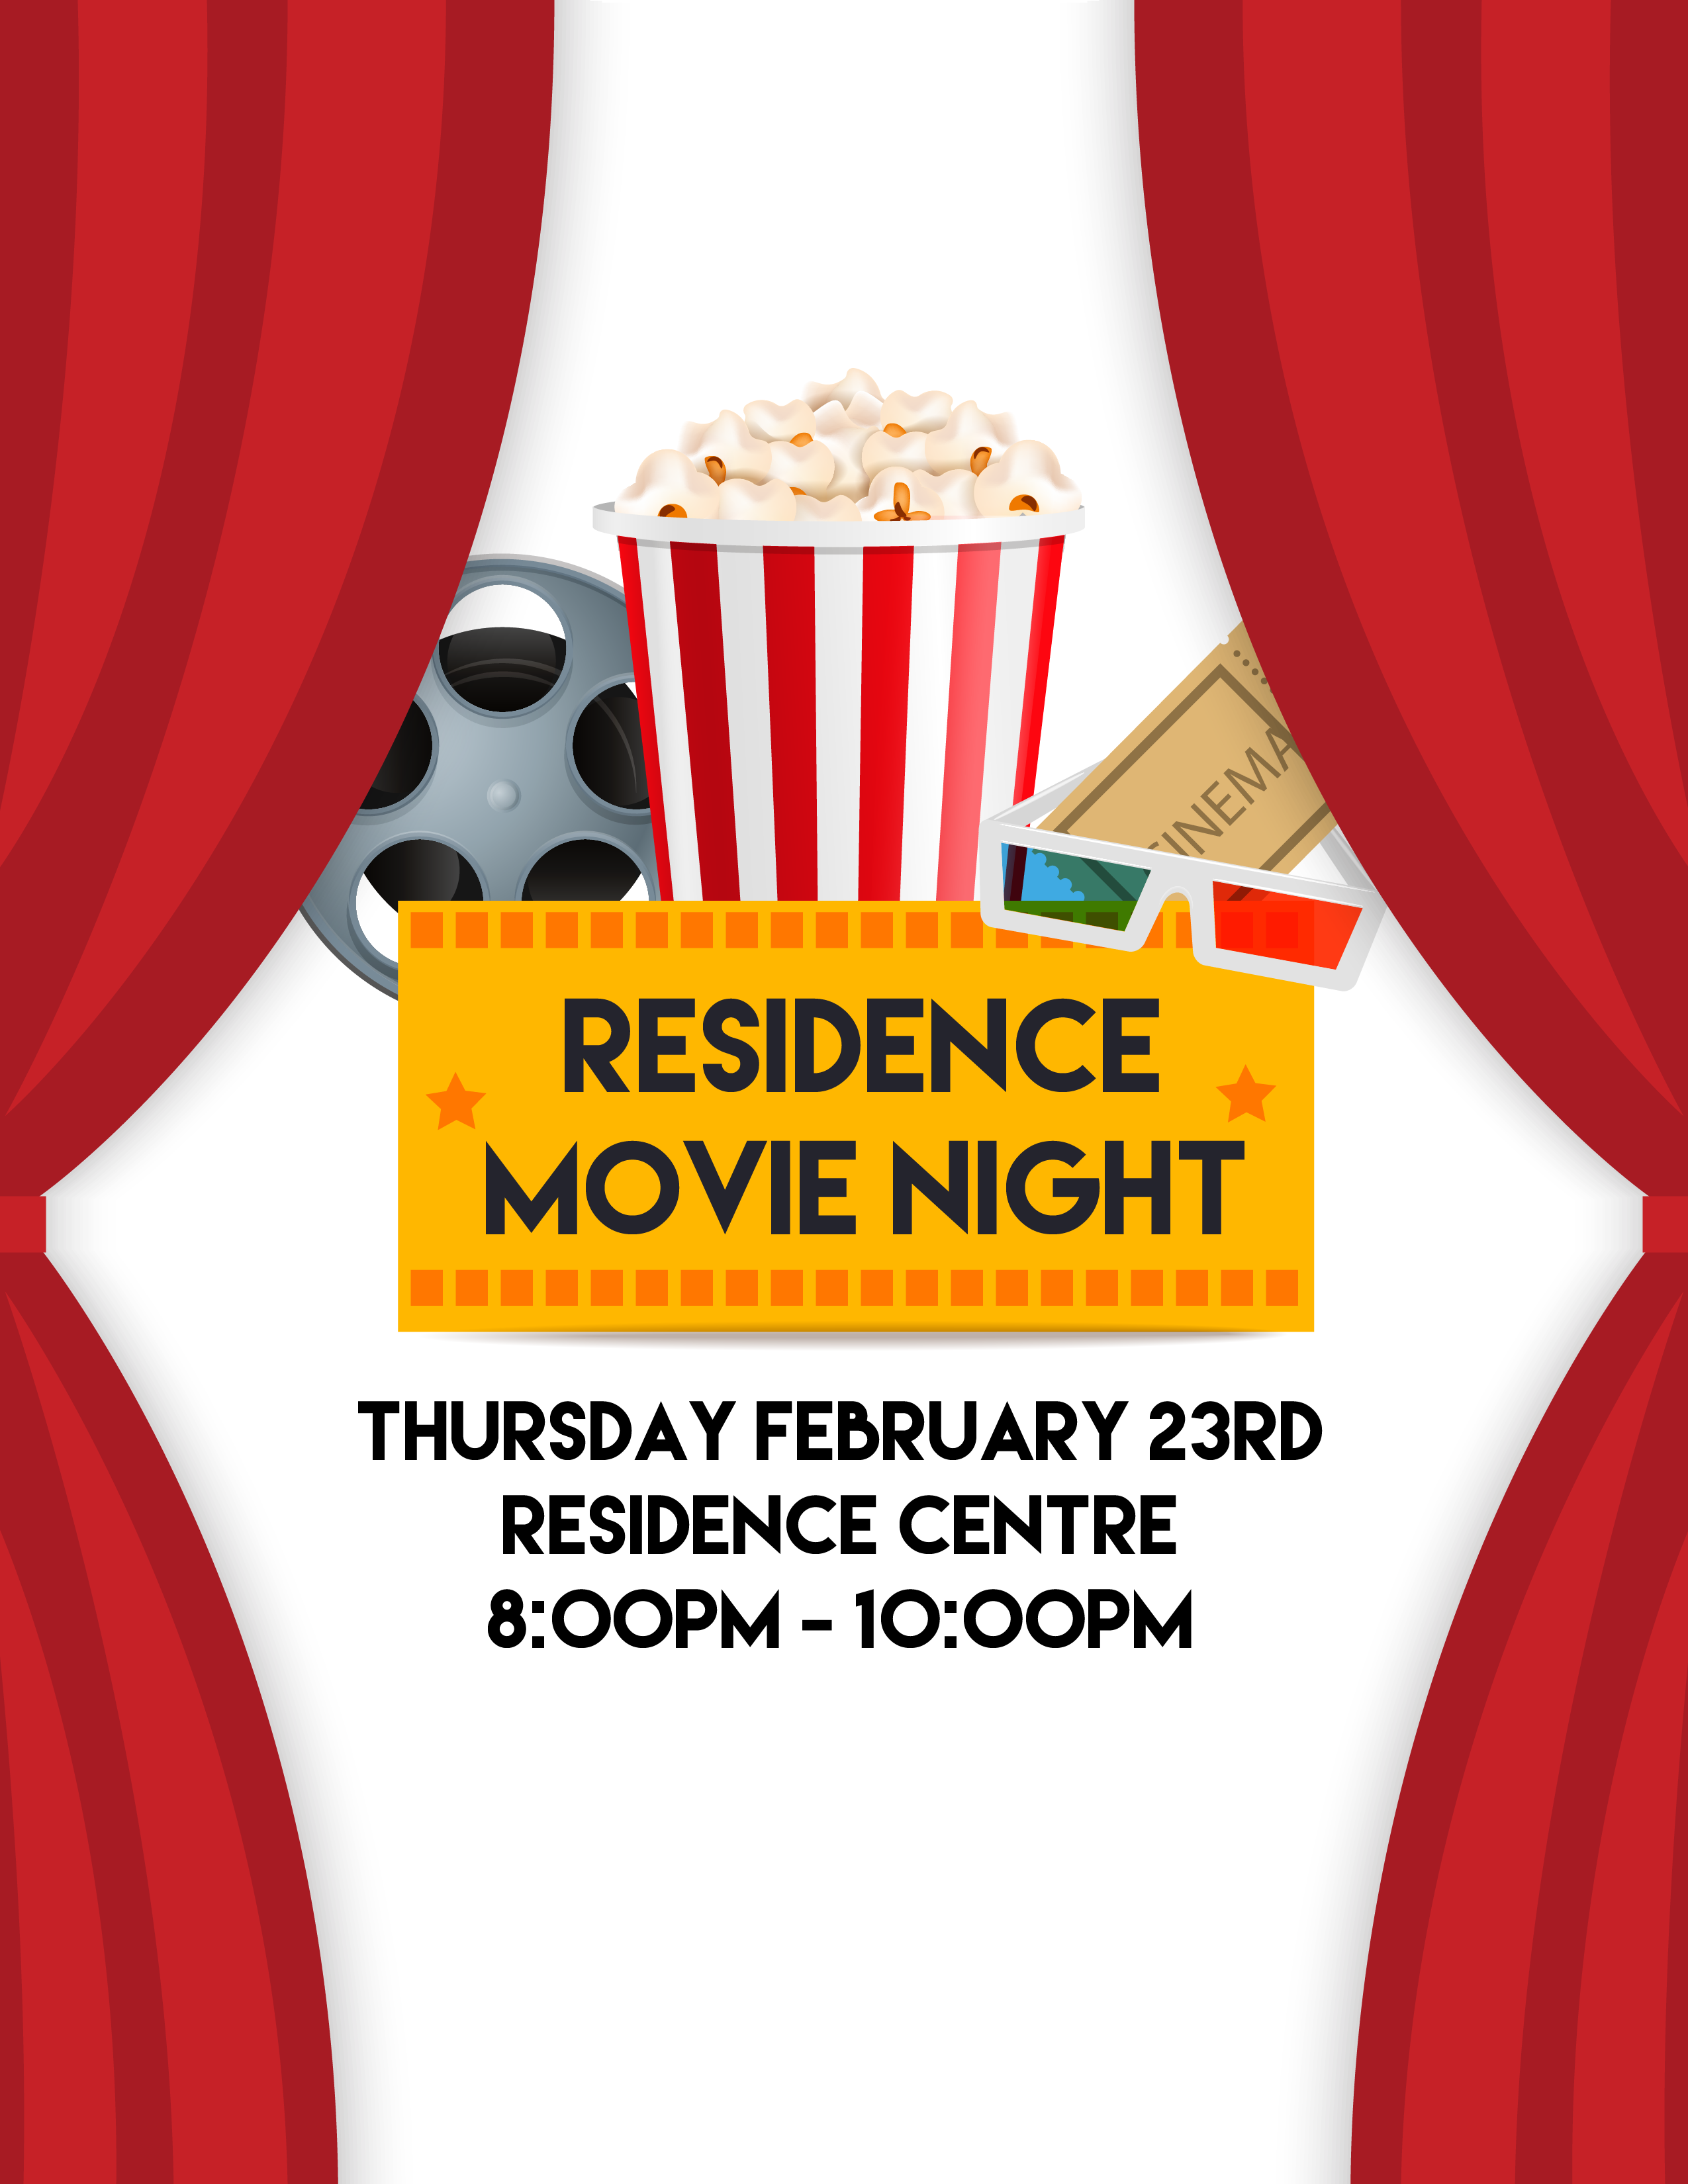 CINEMA
RESIDENCE
MOVIE NIGHT
THURSDAY FEBRUARY 23RD
RESIDENCE CENTRE
8:00PM - 10:00PM